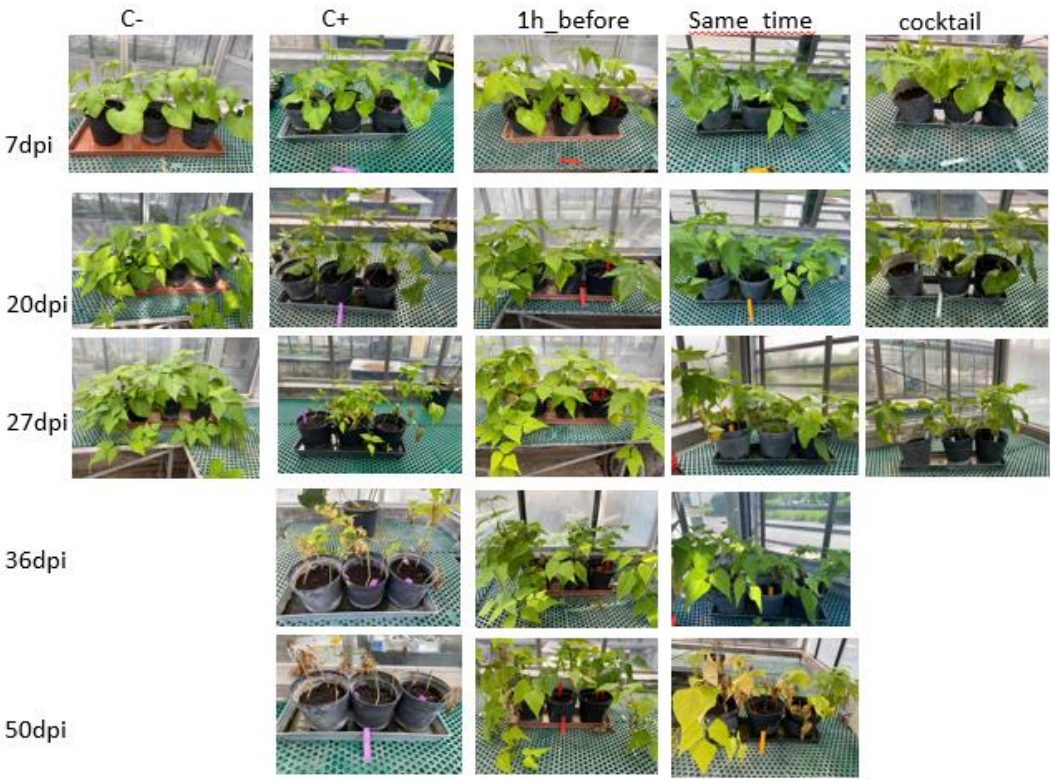 C- C+ 1h_before Same_time cocktail
7dpi
20dpi
27dpi
36dpi
50dpi